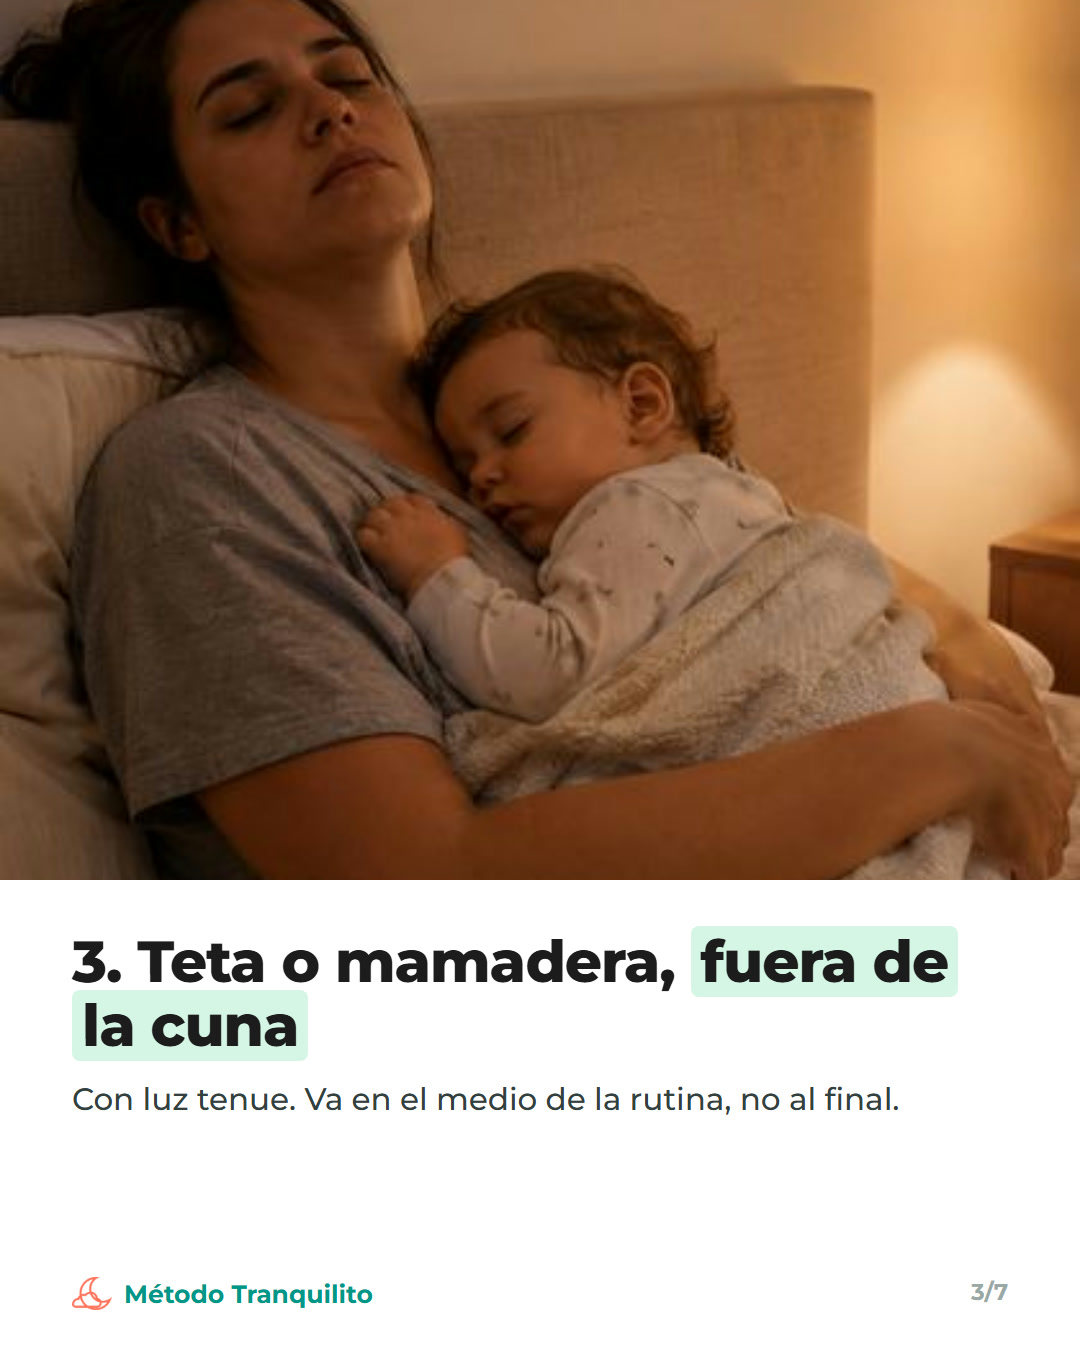 3. Teta o mamadera, fuera de
la cuna
Con luz tenue. Va en el medio de la rutina, no al final.
Método Tranquilito
3/7